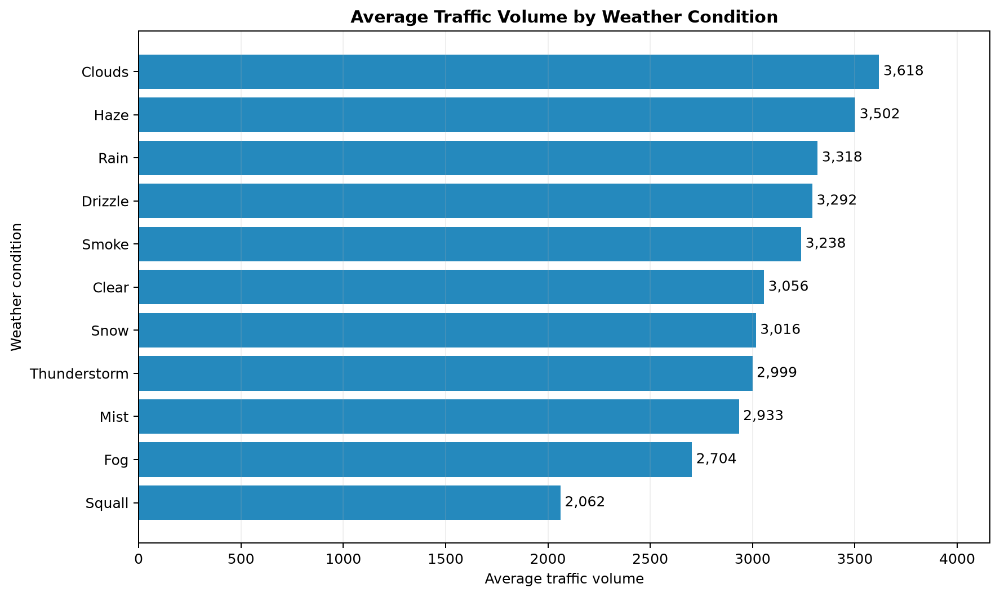 Average Traffic Volume by Weather Condition
Weather condition
Clouds 3,618
Haze 3,502
Rain 3,318
Drizzle 3,292
Smoke 3,238
Clear 3,056
Snow 3,016
Thunderstorm 2,999
Mist 2,933
Fog 2,704
Squall 2,062
0 500 1000 1500 2000 2500 3000 3500 4000
Average traffic volume